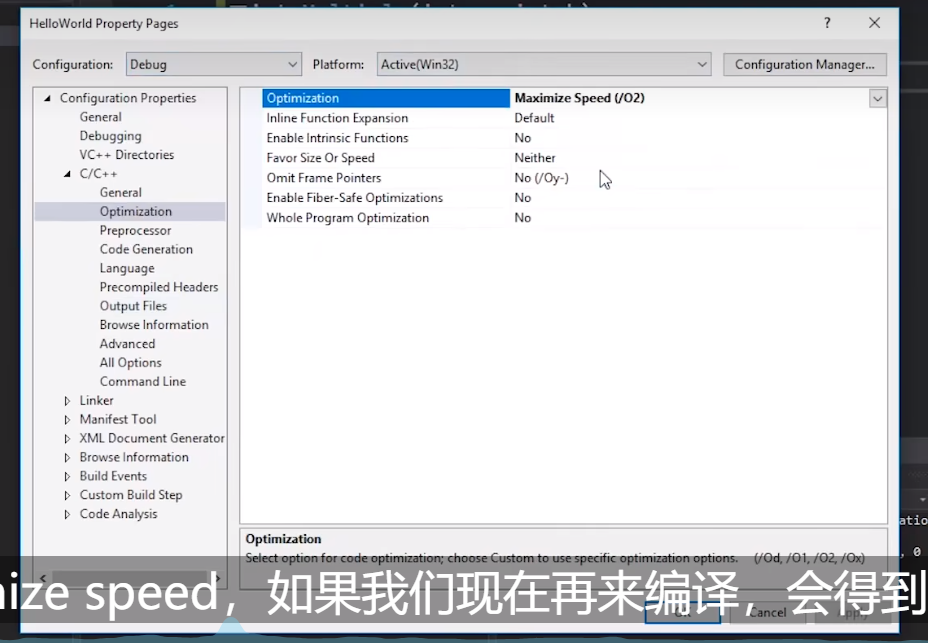 HelloWorld Property Pages
?
Configuration: Debug Platform: Active(Win32) Configuration Manager...
Configuration Properties
General
Debugging
VC++ Directories
C/C++
General
Optimization
Preprocessor
Code Generation
Language
Precompiled Headers
Output Files
Browse Information
Advanced
All Options
Command Line
Linker
Manifest Tool
XML Document Generator
Browse Information
Build Events
Custom Build Step
Code Analysis
Optimization Maximize Speed (/O2)
Inline Function Expansion Default
Enable Intrinsic Functions No
Favor Size Or Speed Neither
Omit Frame Pointers No (/Oy-)
Enable Fiber-Safe Optimizations No
Whole Program Optimization No
Optimization
Select option for code optimization; choose Custom to use specific optimization options. (/Od, /O1, /O2, /Ox)
mize speed，如果我们现在再来编译，会得到
OK Cancel Apply